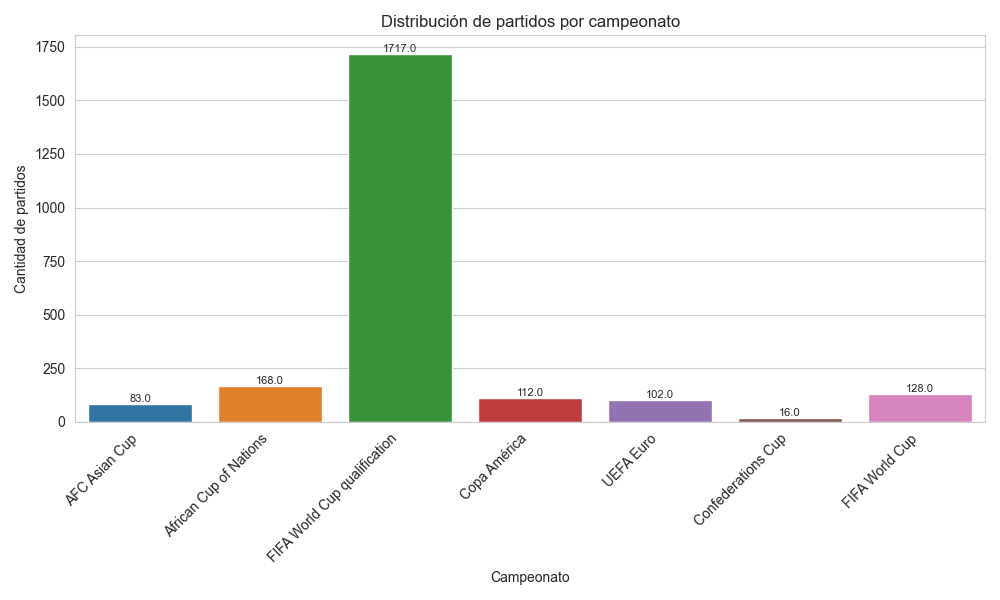 Distribución de partidos por campeonato
Cantidad de partidos
1750
1500
1250
1000
750
500
250
0
83.0
168.0
1717.0
112.0
102.0
16.0
128.0
AFC Asian Cup
African Cup of Nations
FIFA World Cup qualification
Copa América
UEFA Euro
Confederations Cup
FIFA World Cup
Campeonato